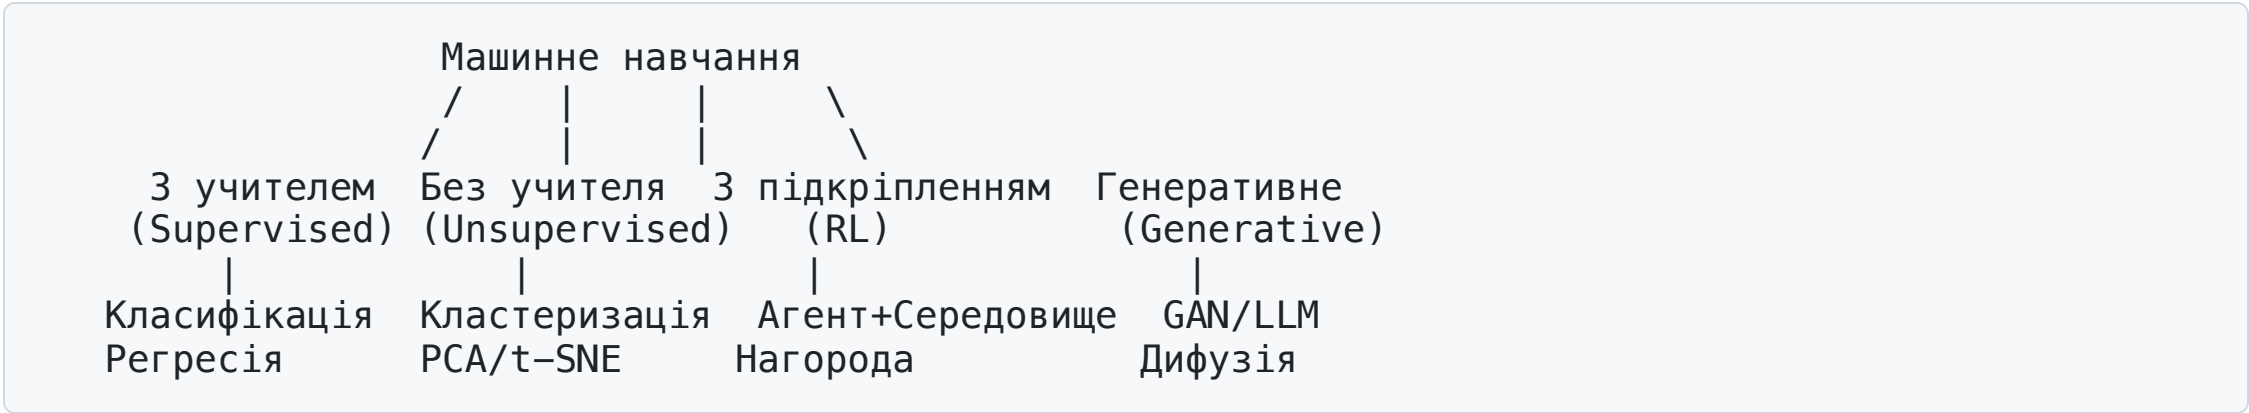 Машинне навчання
/ | | \
/ | | \
З учителем Без учителя З підкріпленням Генеративне
(Supervised) (Unsupervised) (RL) (Generative)
| | | |
Класифікація Кластеризація Агент+Середовище GAN/LLM
Регресія PCA/t-SNE Нагорода Дифузія